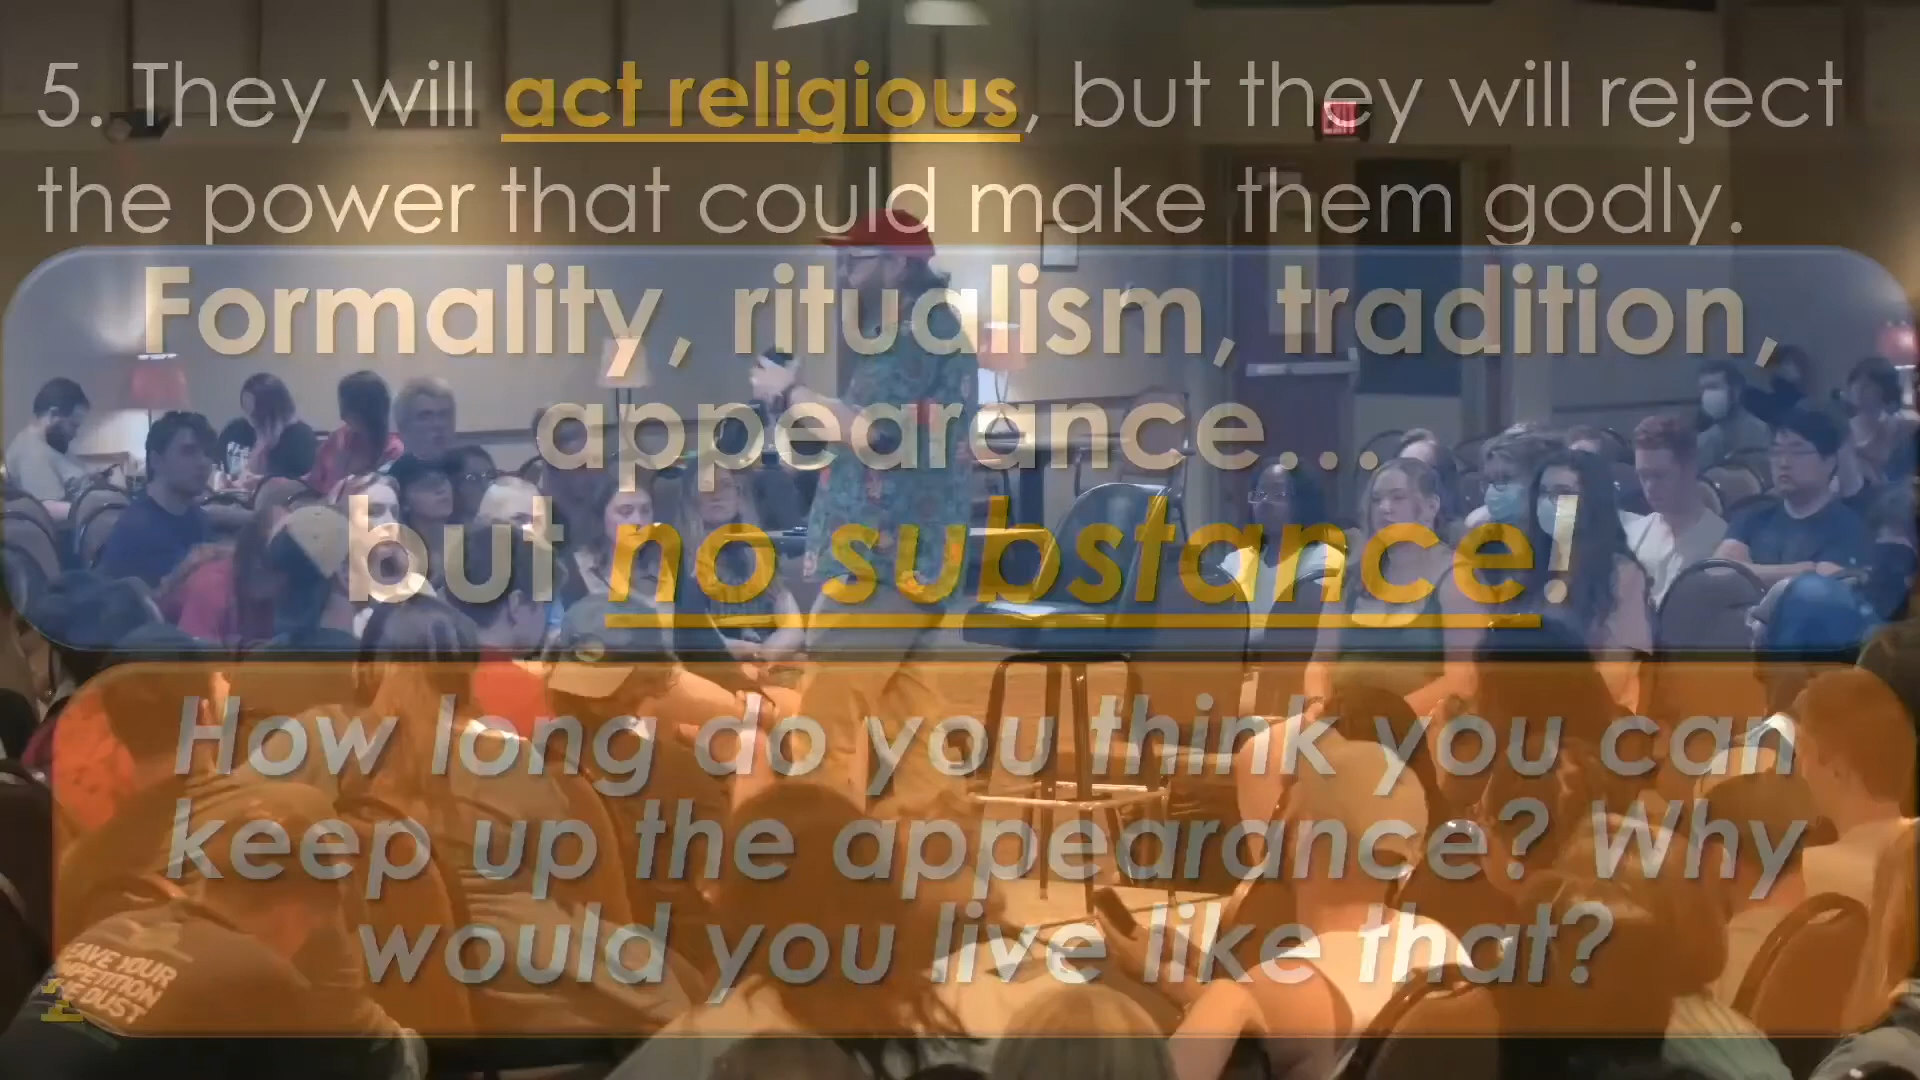 5. They will act religious, but they will reject
the power that could make them godly.
Formality, ritualism, tradition,
appearance…
but no substance!
How long do you think you can
keep up the appearance? Why
would you live like that?
YOUR
DUST